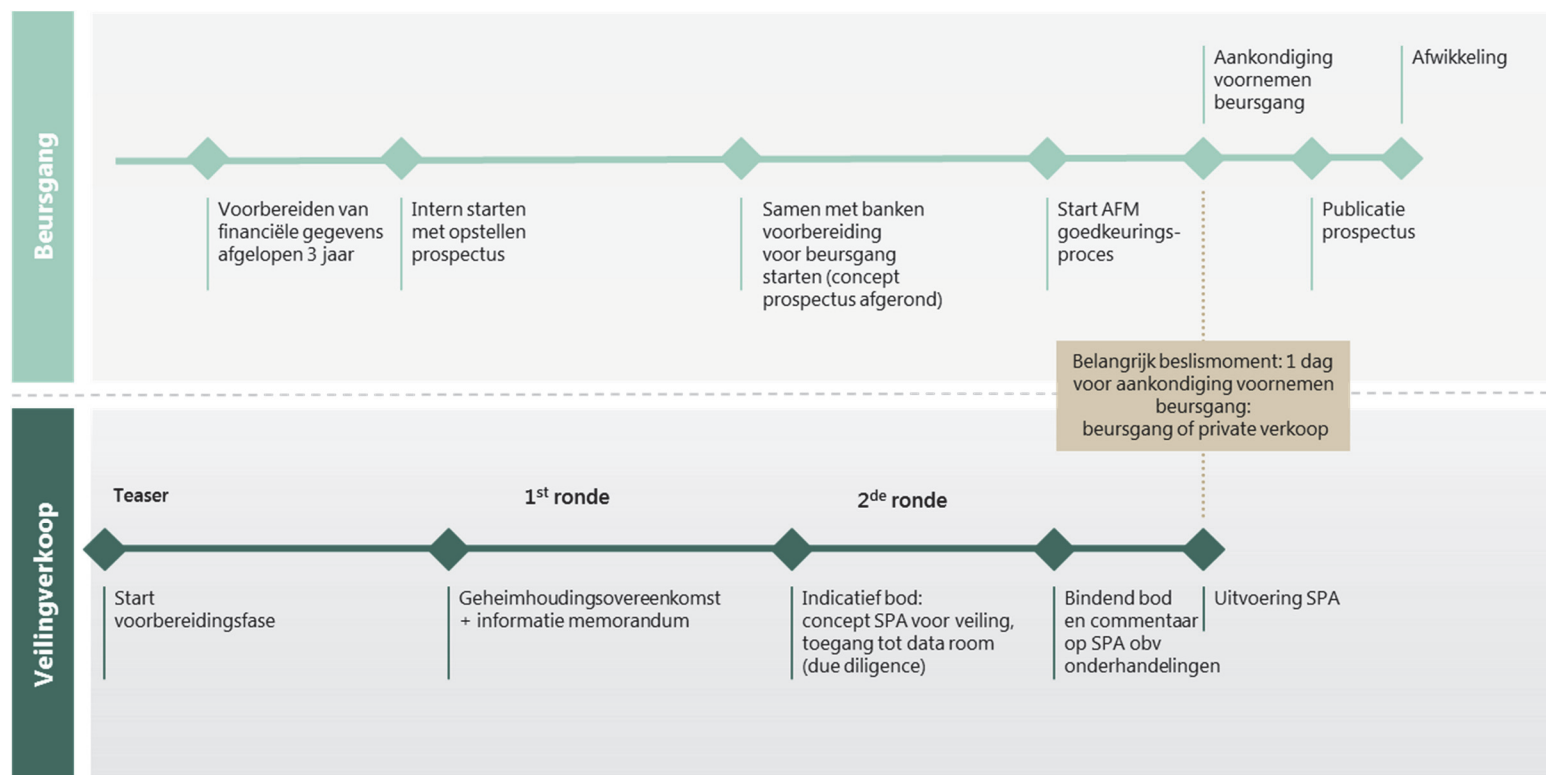 Beursgang
Aankondiging
voornemen
beursgang
Afwikkeling
Voorbereiden van
financiële gegevens
afgelopen 3 jaar
Intern starten
met opstellen
prospectus
Samen met banken
voorbereiding
voor beursgang
starten (concept
prospectus afgerond)
Start AFM
goedkeurings-
proces
Publicatie
prospectus
Belangrijk beslismoment: 1 dag
voor aankondiging voornemen
beursgang:
beursgang of private verkoop
Veilingverkoop
Teaser
1st ronde
2de ronde
Start
voorbereidingsfase
Geheimhoudingsovereenkomst
+ informatie memorandum
Indicatief bod:
concept SPA voor veiling,
toegang tot data room
(due diligence)
Bindend bod
en commentaar
op SPA obv
onderhandelingen
Uitvoering SPA